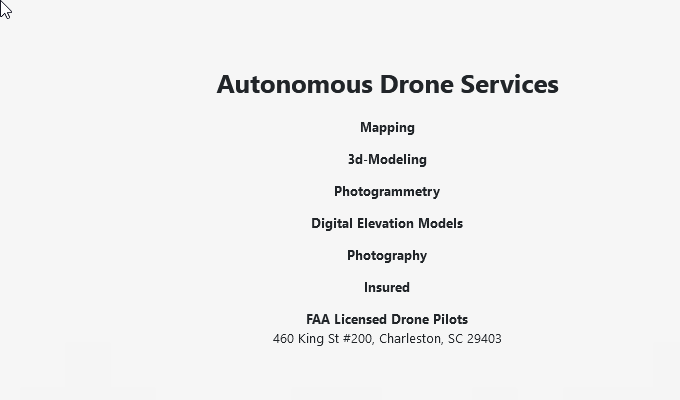 Autonomous Drone Services
Mapping
3d-Modeling
Photogrammetry
Digital Elevation Models
Photography
Insured
FAA Licensed Drone Pilots
460 King St #200, Charleston, SC 29403